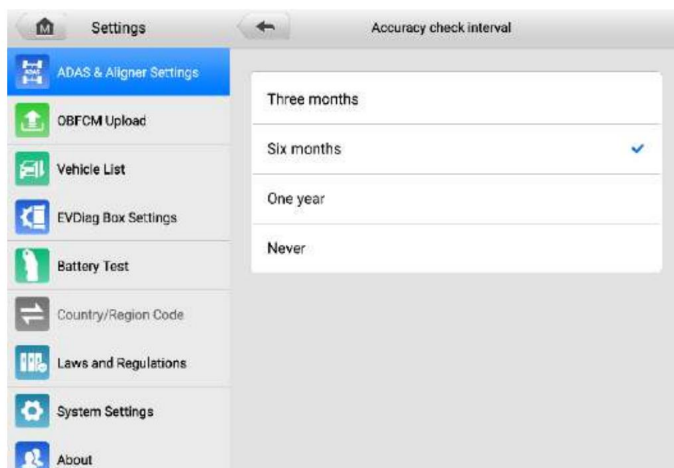 Settings
Accuracy check interval
ADAS & Aligner Settings
OBFCM Upload
Vehicle List
EVDiag Box Settings
Battery Test
Country/Region Code
Laws and Regulations
System Settings
About
Three months
Six months
One year
Never